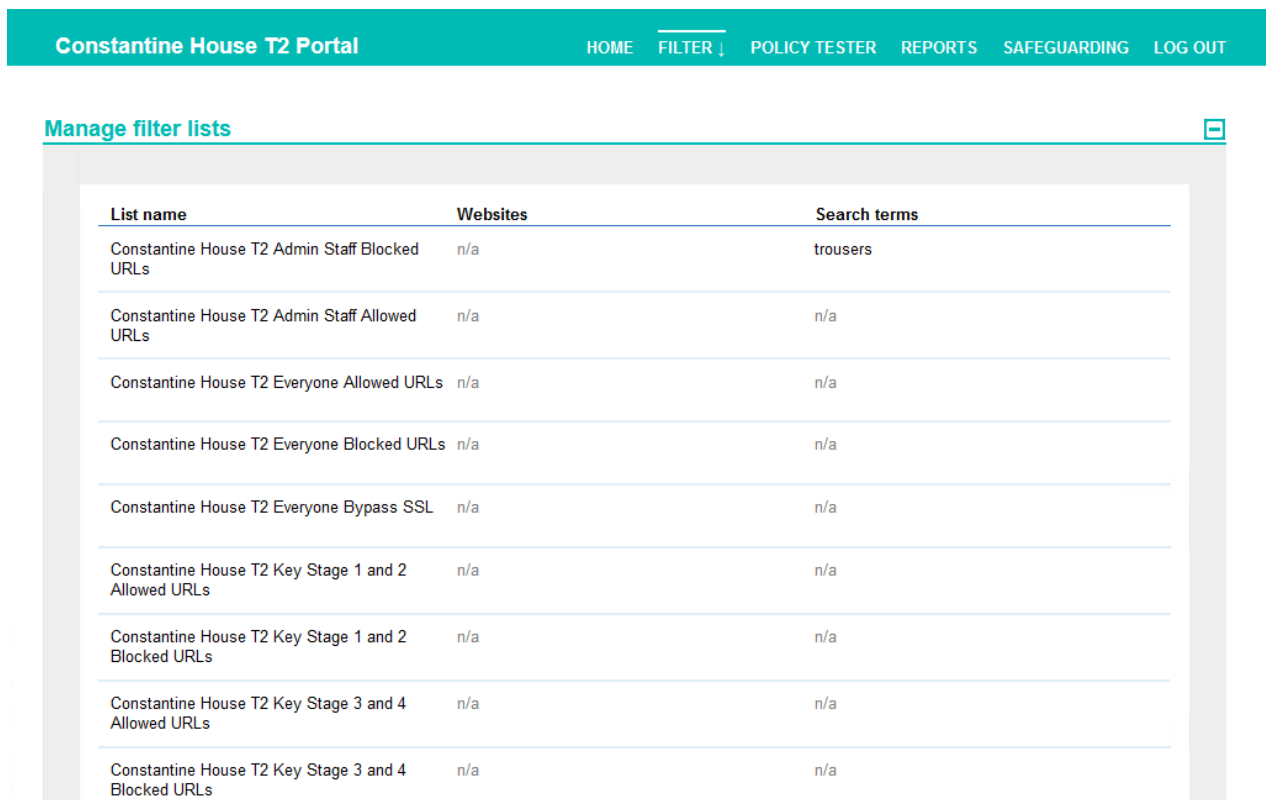 Constantine House T2 Portal HOME FILTER ↓ POLICY TESTER REPORTS SAFEGUARDING LOG OUT
Manage filter lists
List name Websites Search terms
Constantine House T2 Admin Staff Blocked n/a trousers
URLs
Constantine House T2 Admin Staff Allowed n/a n/a
URLs
Constantine House T2 Everyone Allowed URLs n/a n/a
Constantine House T2 Everyone Blocked URLs n/a n/a
Constantine House T2 Everyone Bypass SSL n/a n/a
Constantine House T2 Key Stage 1 and 2 n/a n/a
Allowed URLs
Constantine House T2 Key Stage 1 and 2 n/a n/a
Blocked URLs
Constantine House T2 Key Stage 3 and 4 n/a n/a
Allowed URLs
Constantine House T2 Key Stage 3 and 4 n/a n/a
Blocked URLs